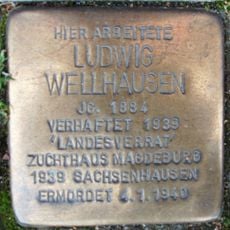 HIER ARBEITETE
LUDWIG
WELLHAUSEN
JG. 1884
VERHAFTET 1939
'LANDESVERRAT'
ZUCHTHAUS MAGDEBURG
1939 SACHSENHAUSEN
ERMORDET 4.1.1940